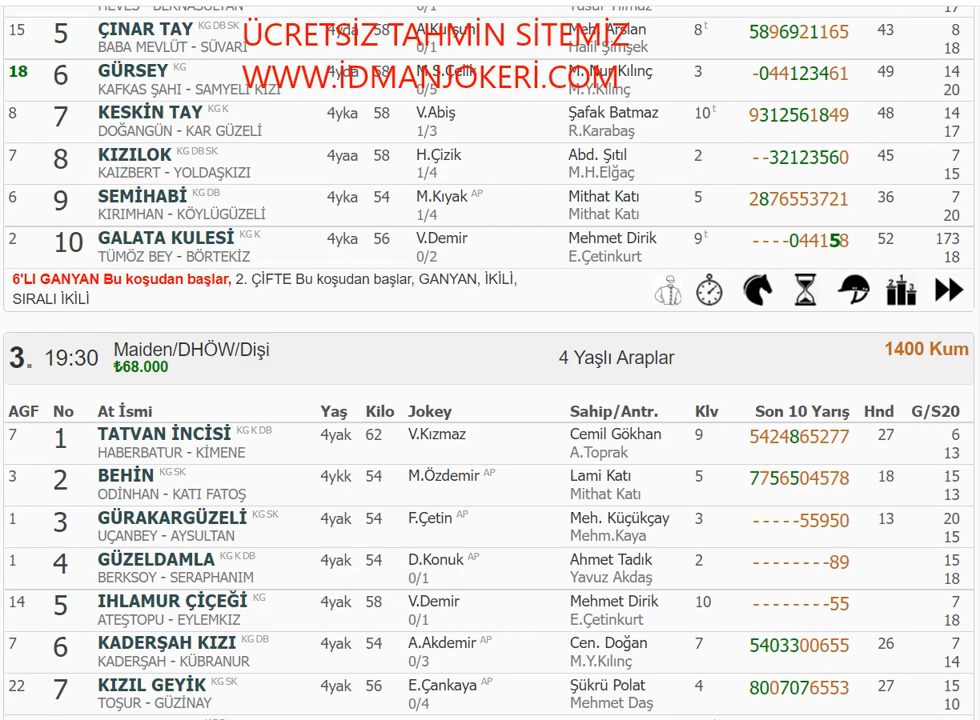 HEVES - BERNASULTAN 0/1 Yusuf Yılmaz 17
15 5 ÇINAR TAY KG DB SK 4yda 58 A.Kurşun Meh. Arslan 8t 5896921165 43 8
BABA MEVLÜT - SÜVARİ 0/1 Halil Şimşek 18
ÜCRETSİZ TAHMİN SİTEMİZ
18 6 GÜRSEY KG 4yda 58 M.S.Çelik M. Nur Kılınç 3 -044123461 49 14
KAFKAS ŞAHI - SAMYELİ KIZI 0/5 M.Y.Kılınç 20
WWW.İDMANJOKERİ.COM
8 7 KESKİN TAY KG K 4yka 58 V.Abiş Şafak Batmaz 10t 9312561849 48 14
DOĞANGÜN - KAR GÜZELİ 1/3 R.Karabaş 17
7 8 KIZILOK KG DB SK 4yaa 58 H.Çizik Abd. Şıtıl 2 --32123560 45 7
KAIZBERT - YOLDAŞKIZI 1/4 M.H.Elğaç 15
6 9 SEMİHABİ KG DB 4yka 54 M.Kıyak AP Mithat Katı 5 2876553721 36 7
KIRIMHAN - KÖYLÜGÜZELİ 1/4 Mithat Katı 20
2 10 GALATA KULESİ KG K 4yka 56 V.Demir Mehmet Dirik 9t ----044158 52 173
TÜMÖZ BEY - BÖRTEKİZ 0/2 E.Çetinkurt 18
6'LI GANYAN Bu koşudan başlar, 2. ÇİFTE Bu koşudan başlar, GANYAN, İKİLİ,
SIRALI İKİLİ
3. 19:30 Maiden/DHÖW/Dişi 4 Yaşlı Araplar 1400 Kum
₺68.000
AGF No At İsmi Yaş Kilo Jokey Sahip/Antr. Klv Son 10 Yarış Hnd G/S20
7 1 TATVAN İNCİSİ KG K DB 4yak 62 V.Kızmaz Cemil Gökhan 9 5424865277 27 6
HABERBATUR - KİMENE A.Toprak 13
3 2 BEHİN KG SK 4ykk 54 M.Özdemir AP Lami Katı 5 7756504578 18 15
ODİNHAN - KATI FATOŞ Mithat Katı 13
1 3 GÜRAKARGÜZELİ KG SK 4yak 54 F.Çetin AP Meh. Küçükçay 3 -----55950 13 20
UÇANBEY - AYSULTAN Mehm.Kaya 15
1 4 GÜZELDAMLA KG K DB 4yak 54 D.Konuk AP Ahmet Tadık 2 --------89 15
BERKSOY - SERAPHANIM 0/1 Yavuz Akdaş 18
14 5 IHLAMUR ÇİÇEĞİ KG 4yak 58 V.Demir Mehmet Dirik 10 --------55 7
ATEŞTOPU - EYLEMKIZ 0/1 E.Çetinkurt 18
7 6 KADERŞAH KIZI KG DB 4yak 54 A.Akdemir AP Cen. Doğan 7 5403300655 26 7
KADERŞAH - KÜBRANUR 0/3 M.Y.Kılınç 14
22 7 KIZIL GEYİK KG SK 4yak 56 E.Çankaya AP Şükrü Polat 4 8007076553 27 15
TOŞUR - GÜZİNAY 0/4 Mehmet Daş 10